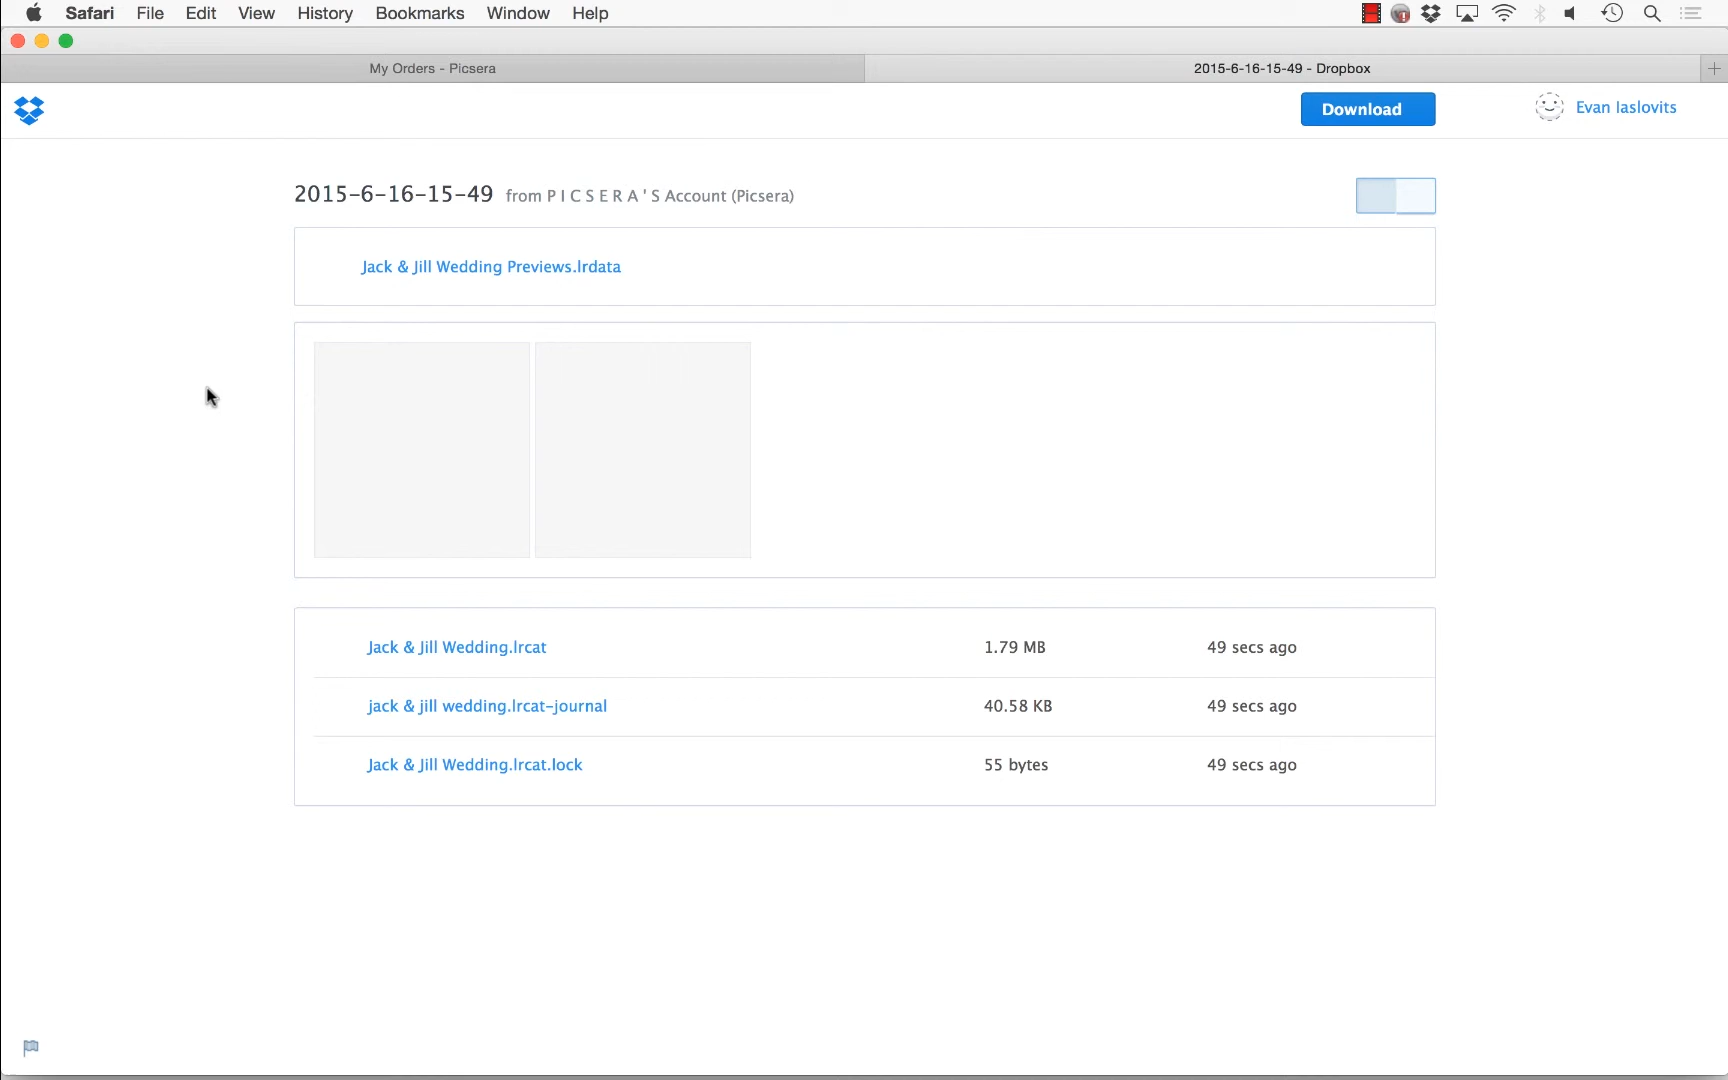 Safari File Edit View History Bookmarks Window Help
My Orders - Picsera
2015-6-16-15-49 - Dropbox
Download
Evan Iaslovits
2015-6-16-15-49 from P I C S E R A ' S Account (Picsera)
Jack & Jill Wedding Previews.lrdata
Jack & Jill Wedding.lrcat 1.79 MB 49 secs ago
jack & jill wedding.lrcat-journal 40.58 KB 49 secs ago
Jack & Jill Wedding.lrcat.lock 55 bytes 49 secs ago